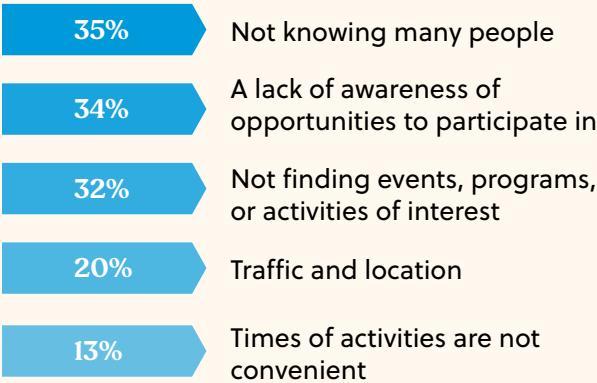 35%
Not knowing many people
34%
A lack of awareness of
opportunities to participate in
32%
Not finding events, programs,
or activities of interest
20%
Traffic and location
13%
Times of activities are not
convenient